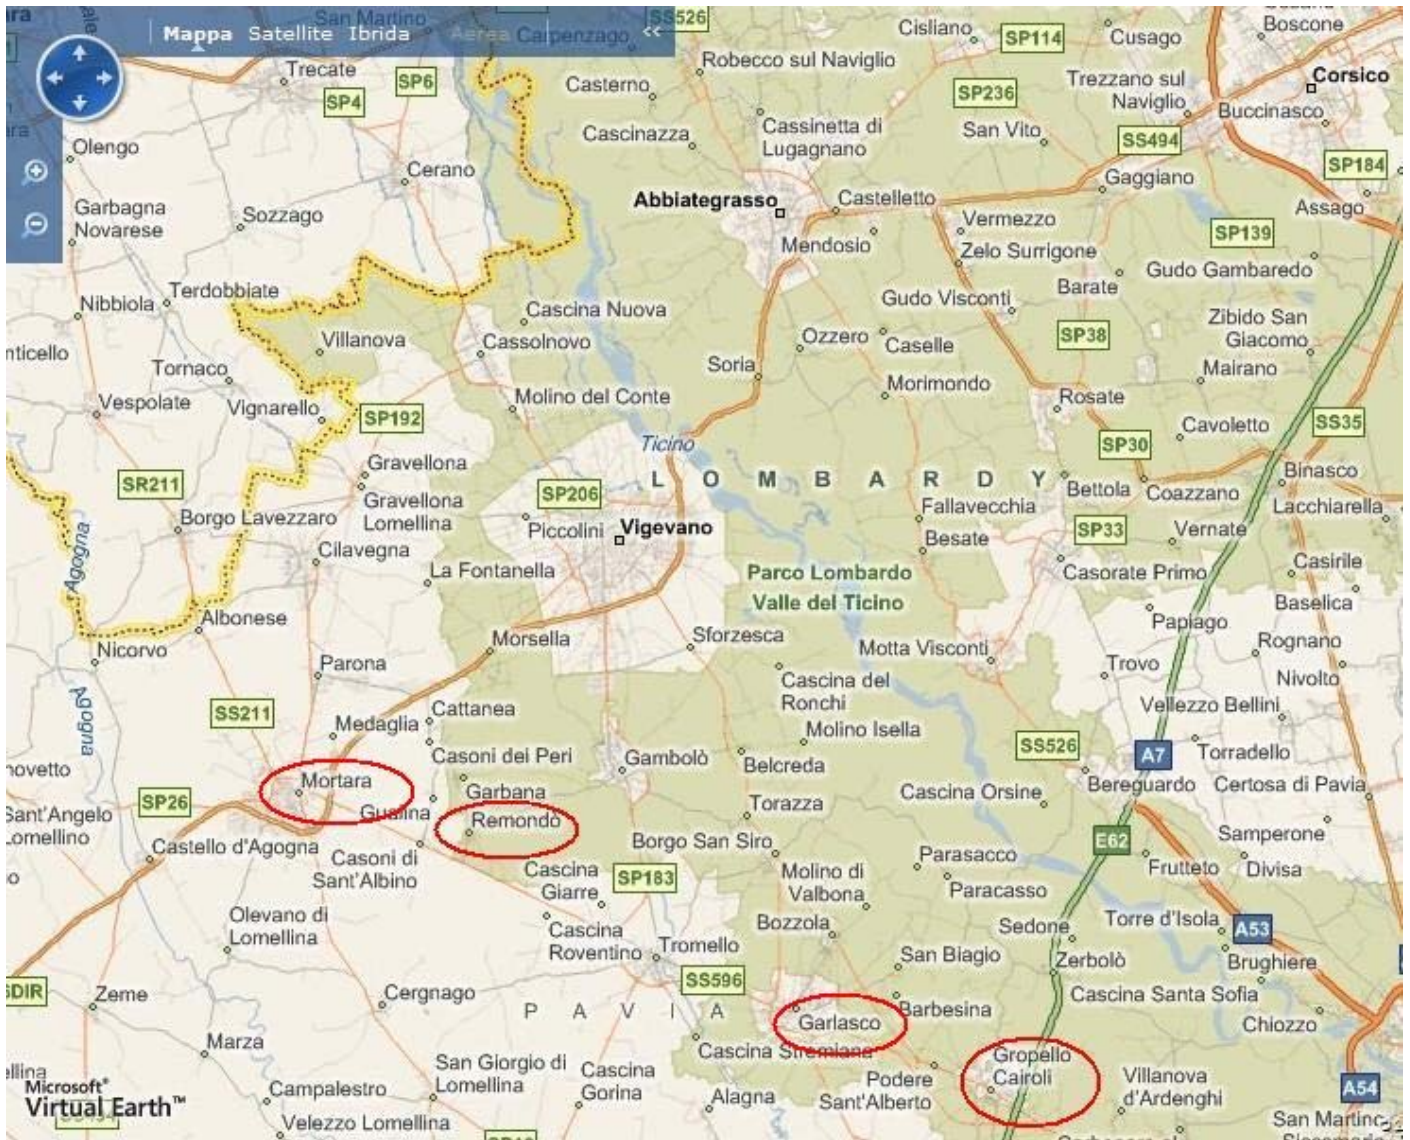 San Martino
SS526
Mappa Satellite Ibrida Aerea <<
Carpenzago
Cisliano
SP114
Cusago
Boscone
Robecco sul Naviglio
Trecate
SP4
SP6
Casterno
SP236
Trezzano sul
Naviglio
Corsico
Buccinasco
Cascinazza
Cassinetta di
Lugagnano
San Vito
SS494
Olengo
Cerano
SP184
Gaggiano
Abbiategrasso
Castelletto
Assago
Garbagna
Novarese
Sozzago
Vermezzo
SP139
Mendosio
Zelo Surrigone
Gudo Gambaredo
Barate
Terdobbiate
Nibbiola
Cascina Nuova
Gudo Visconti
Zibido San
Giacomo
Villanova
Cassolnovo
Ozzero
Caselle
SP38
nticello
Tornaco
Soria
Morimondo
Mairano
Vespolate
Vignarello
SP192
Molino del Conte
Rosate
Cavoletto
SS35
Ticino
SP30
Gravellona
LOMBARDY
Binasco
SR211
Gravellona
Lomellina
SP206
Bettola
Coazzano
Fallavecchia
Lacchiarella
Borgo Lavezzaro
Piccolini
Vigevano
Besate
SP33
Vernate
Agogna
Cilavegna
La Fontanella
Parco Lombardo
Valle del Ticino
Casorate Primo
Casirile
Baselica
Albonese
Morsella
Sforzesca
Papiago
Nicorvo
Motta Visconti
Rognano
Parona
Trovo
Nivolto
Agogna
Cascina del
Ronchi
SS211
Cattanea
Vellezzo Bellini
Medaglia
Molino Isella
SS526
A7
Torradello
Casoni dei Peri
Gambolò
Belcreda
novetto
Mortara
Garbana
Bereguardo
Certosa di Pavia
SP26
Gualina
Cascina Orsine
Torazza
Sant'Angelo
Lomellino
Remondò
Samperone
Castello d'Agogna
Casoni di
Sant'Albino
Borgo San Siro
E62
Parasacco
Frutteto
Divisa
Cascina
Giarre
SP183
Molino di
Valbona
Paracasso
Olevano di
Lomellina
Bozzola
Sedone
Torre d'Isola
A53
Cascina
Roventino
Tromello
San Biagio
Zerbolò
Brughiere
SS596
SDIR
Zeme
Cergnago
PAVIA
Barbesina
Cascina Santa Sofia
Garlasco
Chiozzo
Marza
Cascina Stremiana
Gropello
Cairoli
San Giorgio di
Lomellina
Cascina
Gorina
Podere
Sant'Alberto
Villanova
d'Ardenghi
A54
Microsoft®
Virtual Earth™
Campalestro
Alagna
San Martino
Velezzo Lomellina